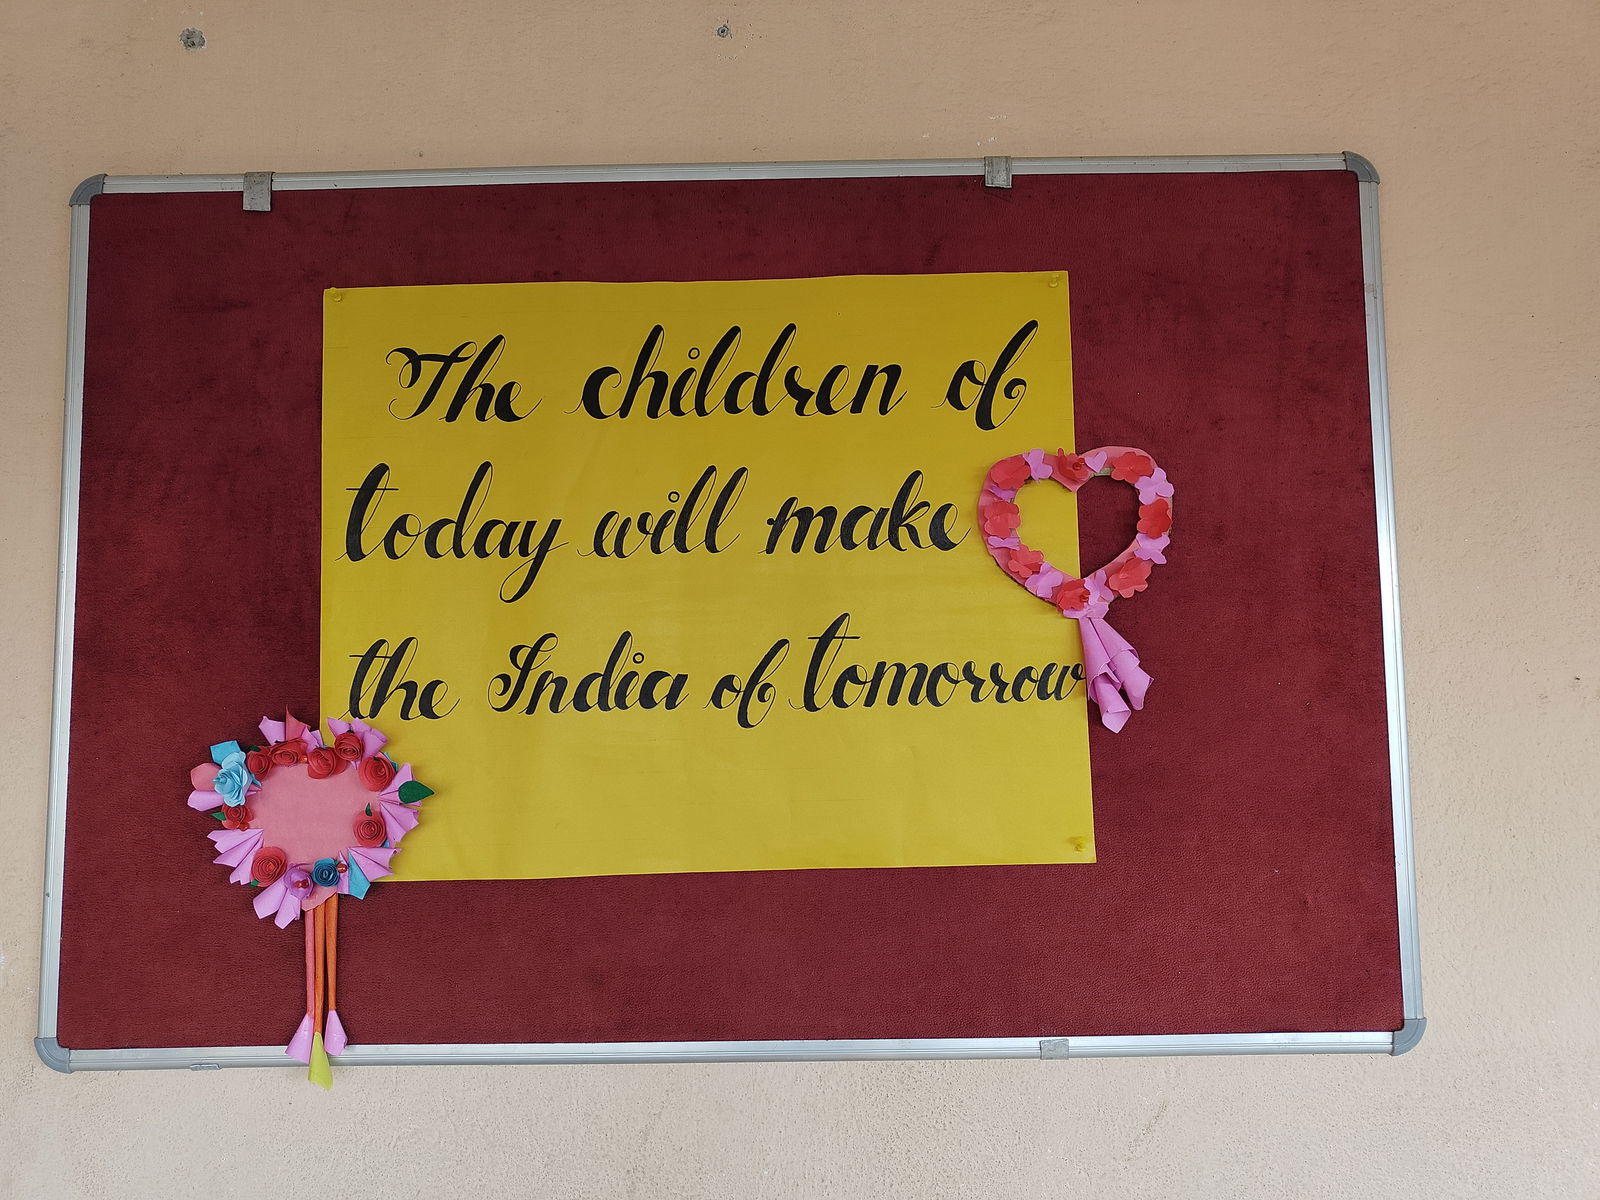 The children of
today will make
the India of tomorrow